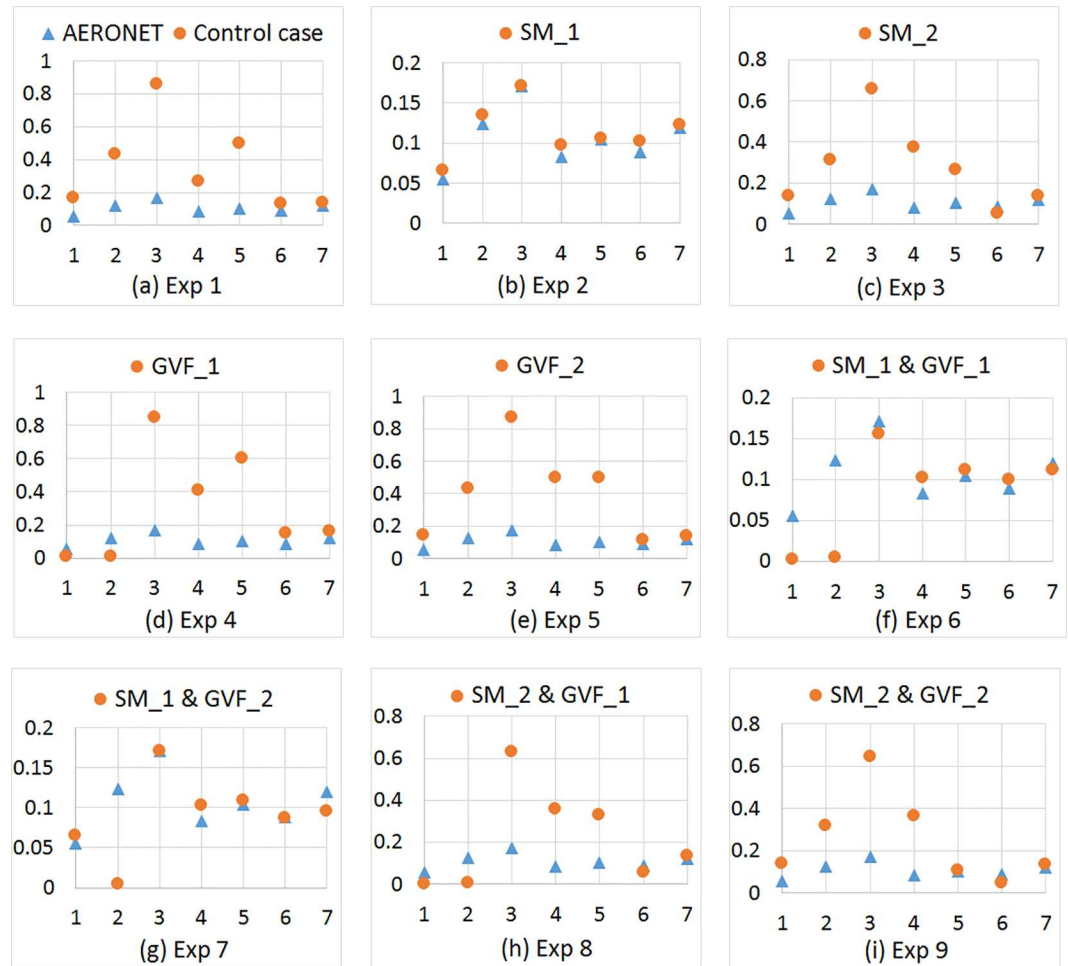 AERONET Control case
1
0.8
0.6
0.4
0.2
0
1 2 3 4 5 6 7
(a) Exp 1
SM_1
0.2
0.15
0.1
0.05
0
1 2 3 4 5 6 7
(b) Exp 2
SM_2
0.8
0.6
0.4
0.2
0
1 2 3 4 5 6 7
(c) Exp 3
GVF_1
1
0.8
0.6
0.4
0.2
0
1 2 3 4 5 6 7
(d) Exp 4
GVF_2
1
0.8
0.6
0.4
0.2
0
1 2 3 4 5 6 7
(e) Exp 5
SM_1 & GVF_1
0.2
0.15
0.1
0.05
0
1 2 3 4 5 6 7
(f) Exp 6
SM_1 & GVF_2
0.2
0.15
0.1
0.05
0
1 2 3 4 5 6 7
(g) Exp 7
SM_2 & GVF_1
0.8
0.6
0.4
0.2
0
1 2 3 4 5 6 7
(h) Exp 8
SM_2 & GVF_2
0.8
0.6
0.4
0.2
0
1 2 3 4 5 6 7
(i) Exp 9